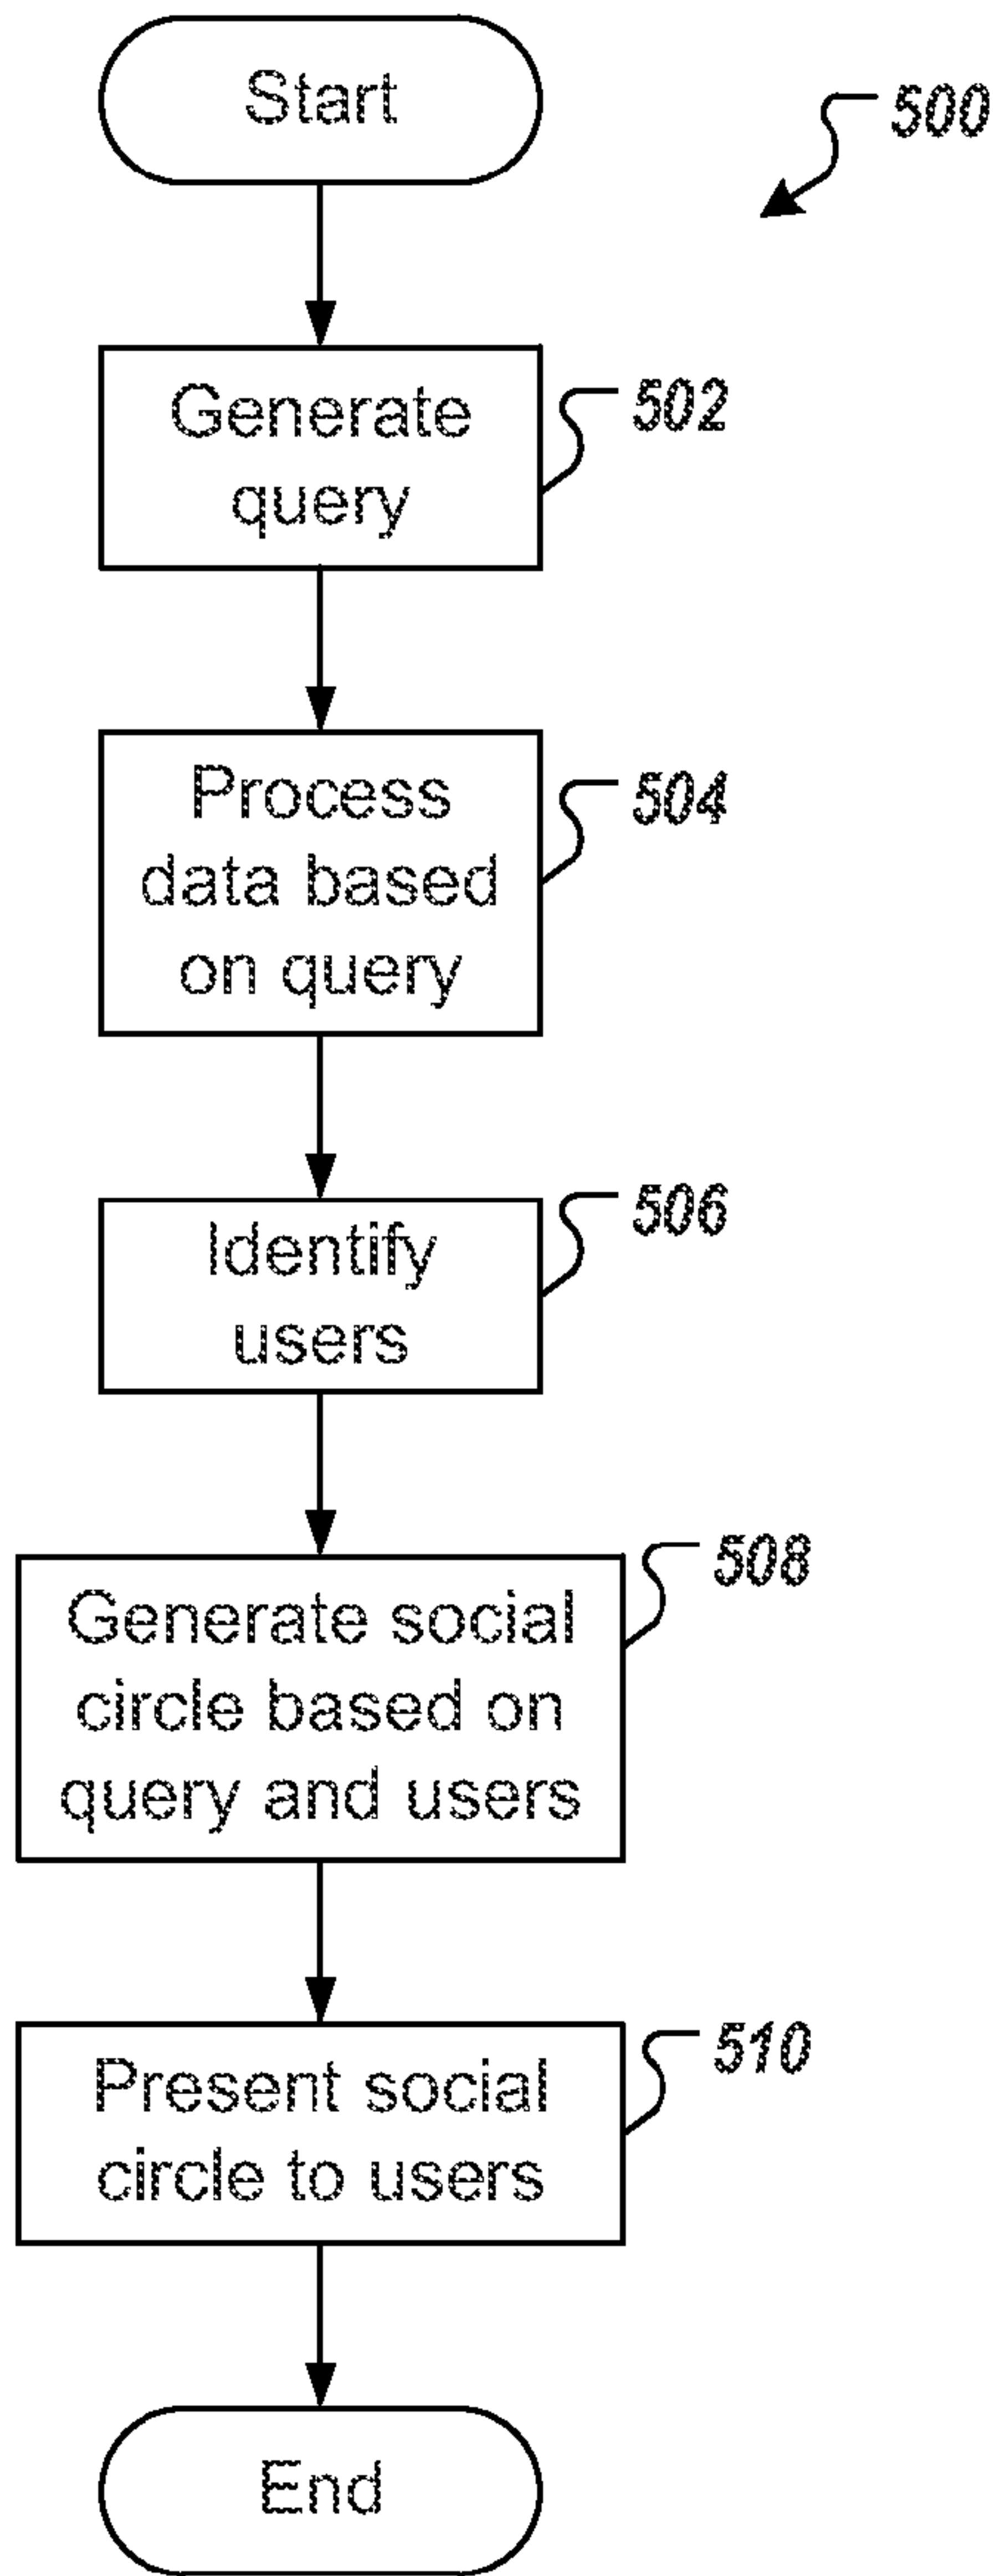 Start
500
Generate
query
502
Process
data based
on query
504
Identify
users
506
Generate social
circle based on
query and users
508
Present social
circle to users
510
End